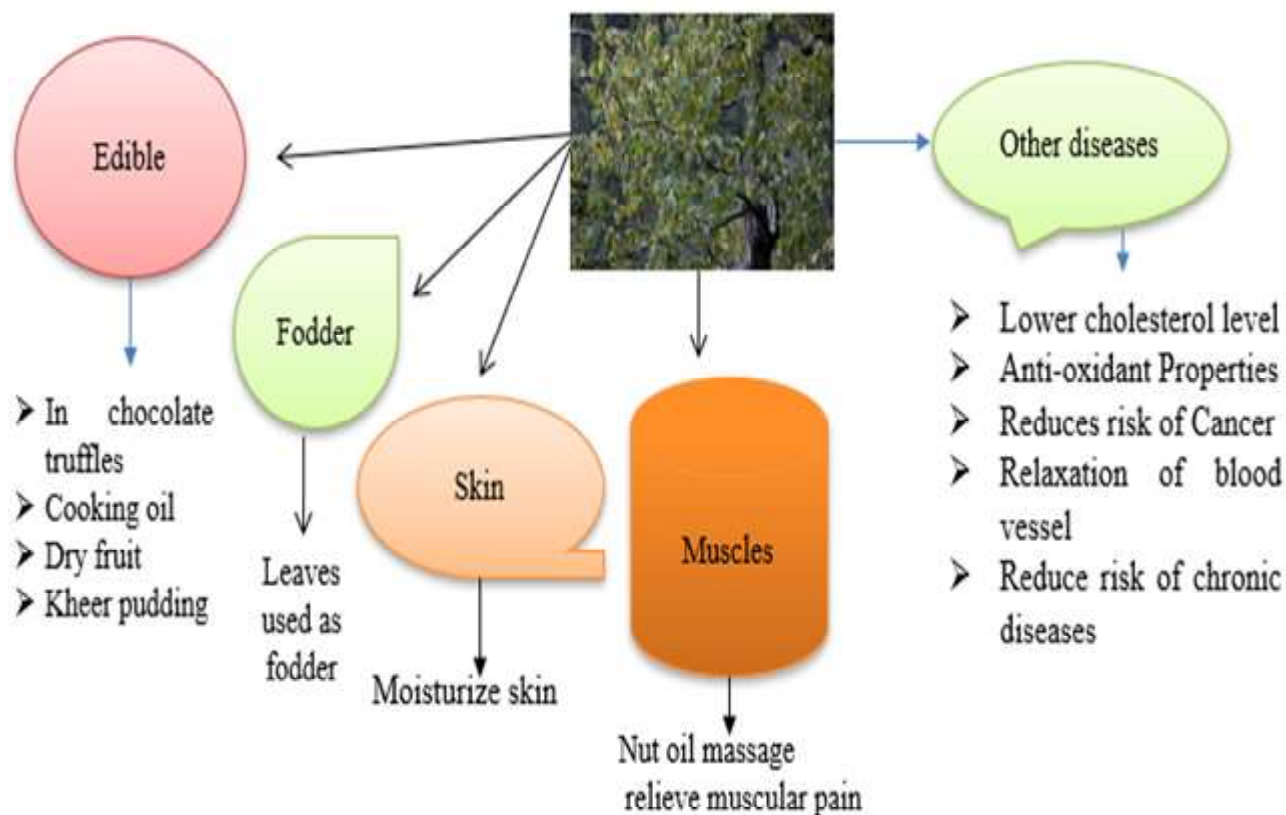 Edible
➢ In chocolate
truffles
➢ Cooking oil
➢ Dry fruit
➢ Kheer pudding
Fodder
Leaves
used as
fodder
Skin
Moisturize skin
Muscles
Nut oil massage
relieve muscular pain
Other diseases
➢ Lower cholesterol level
➢ Anti-oxidant Properties
➢ Reduces risk of Cancer
➢ Relaxation of blood
vessel
➢ Reduce risk of chronic
diseases